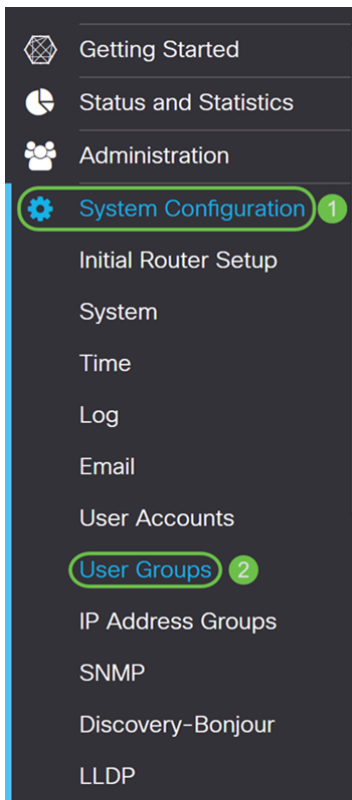 Getting Started
Status and Statistics
Administration
System Configuration 1
Initial Router Setup
System
Time
Log
Email
User Accounts
User Groups 2
IP Address Groups
SNMP
Discovery-Bonjour
LLDP